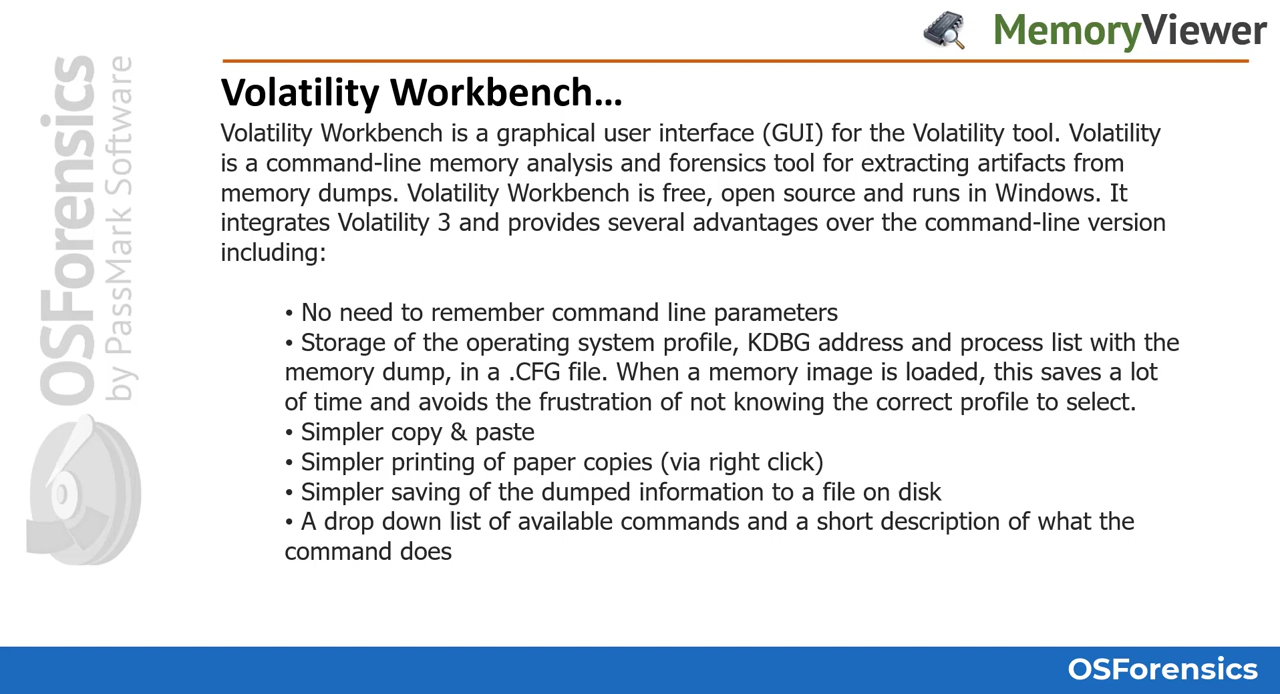 MemoryViewer
OSForensics
by PassMark Software
Volatility Workbench...
Volatility Workbench is a graphical user interface (GUI) for the Volatility tool. Volatility
is a command-line memory analysis and forensics tool for extracting artifacts from
memory dumps. Volatility Workbench is free, open source and runs in Windows. It
integrates Volatility 3 and provides several advantages over the command-line version
including:
• No need to remember command line parameters
• Storage of the operating system profile, KDBG address and process list with the
memory dump, in a .CFG file. When a memory image is loaded, this saves a lot
of time and avoids the frustration of not knowing the correct profile to select.
• Simpler copy & paste
• Simpler printing of paper copies (via right click)
• Simpler saving of the dumped information to a file on disk
• A drop down list of available commands and a short description of what the
command does
OSForensics